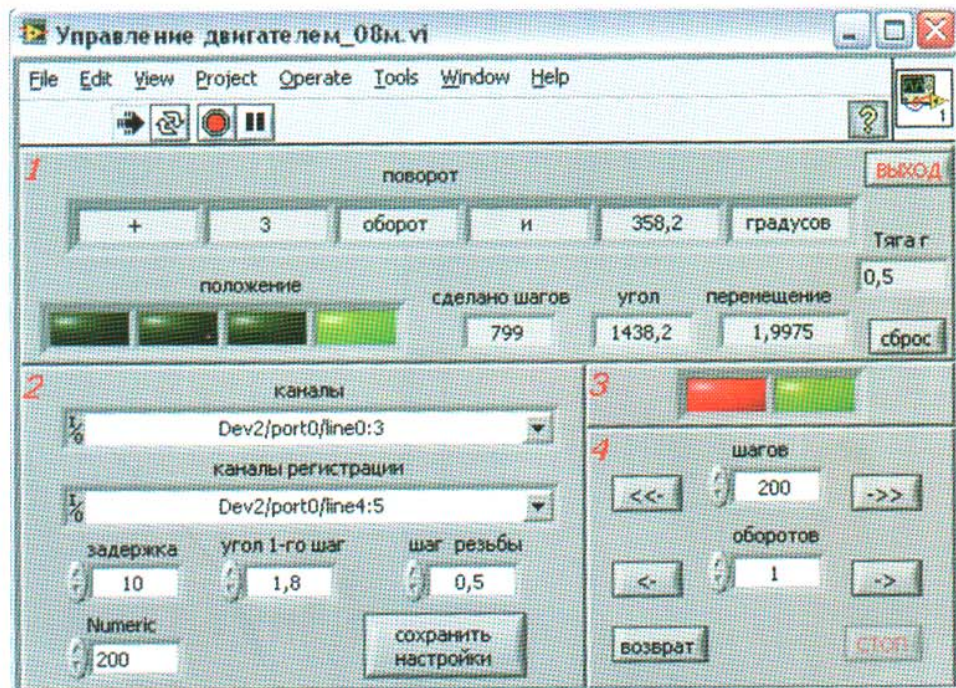 Управление двигателем_08м.vi
File Edit View Project Operate Tools Window Help
1
1
поворот
ВЫХОД
+ 3 оборот и 358,2 градусов
Тяга г
0,5
положение
сделано шагов угол перемещение
799 1438,2 1,9975
сброс
2
каналы
Dev2/port0/line0:3
каналы регистрации
Dev2/port0/line4:5
задержка угол 1-го шаг шаг резьбы
10 1,8 0,5
Numeric
200
сохранить
настройки
3
4
шагов
<<- 200 ->>
оборотов
<- 1 ->
возврат СТОП